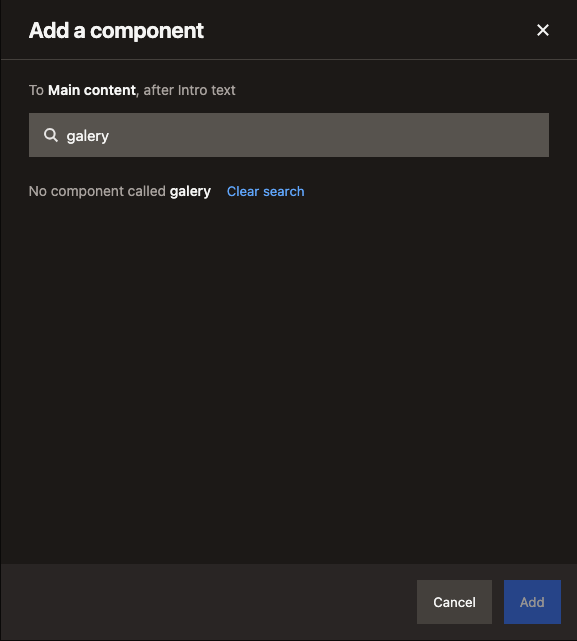 Add a component
To Main content, after Intro text
galery
No component called galery Clear search
Cancel Add